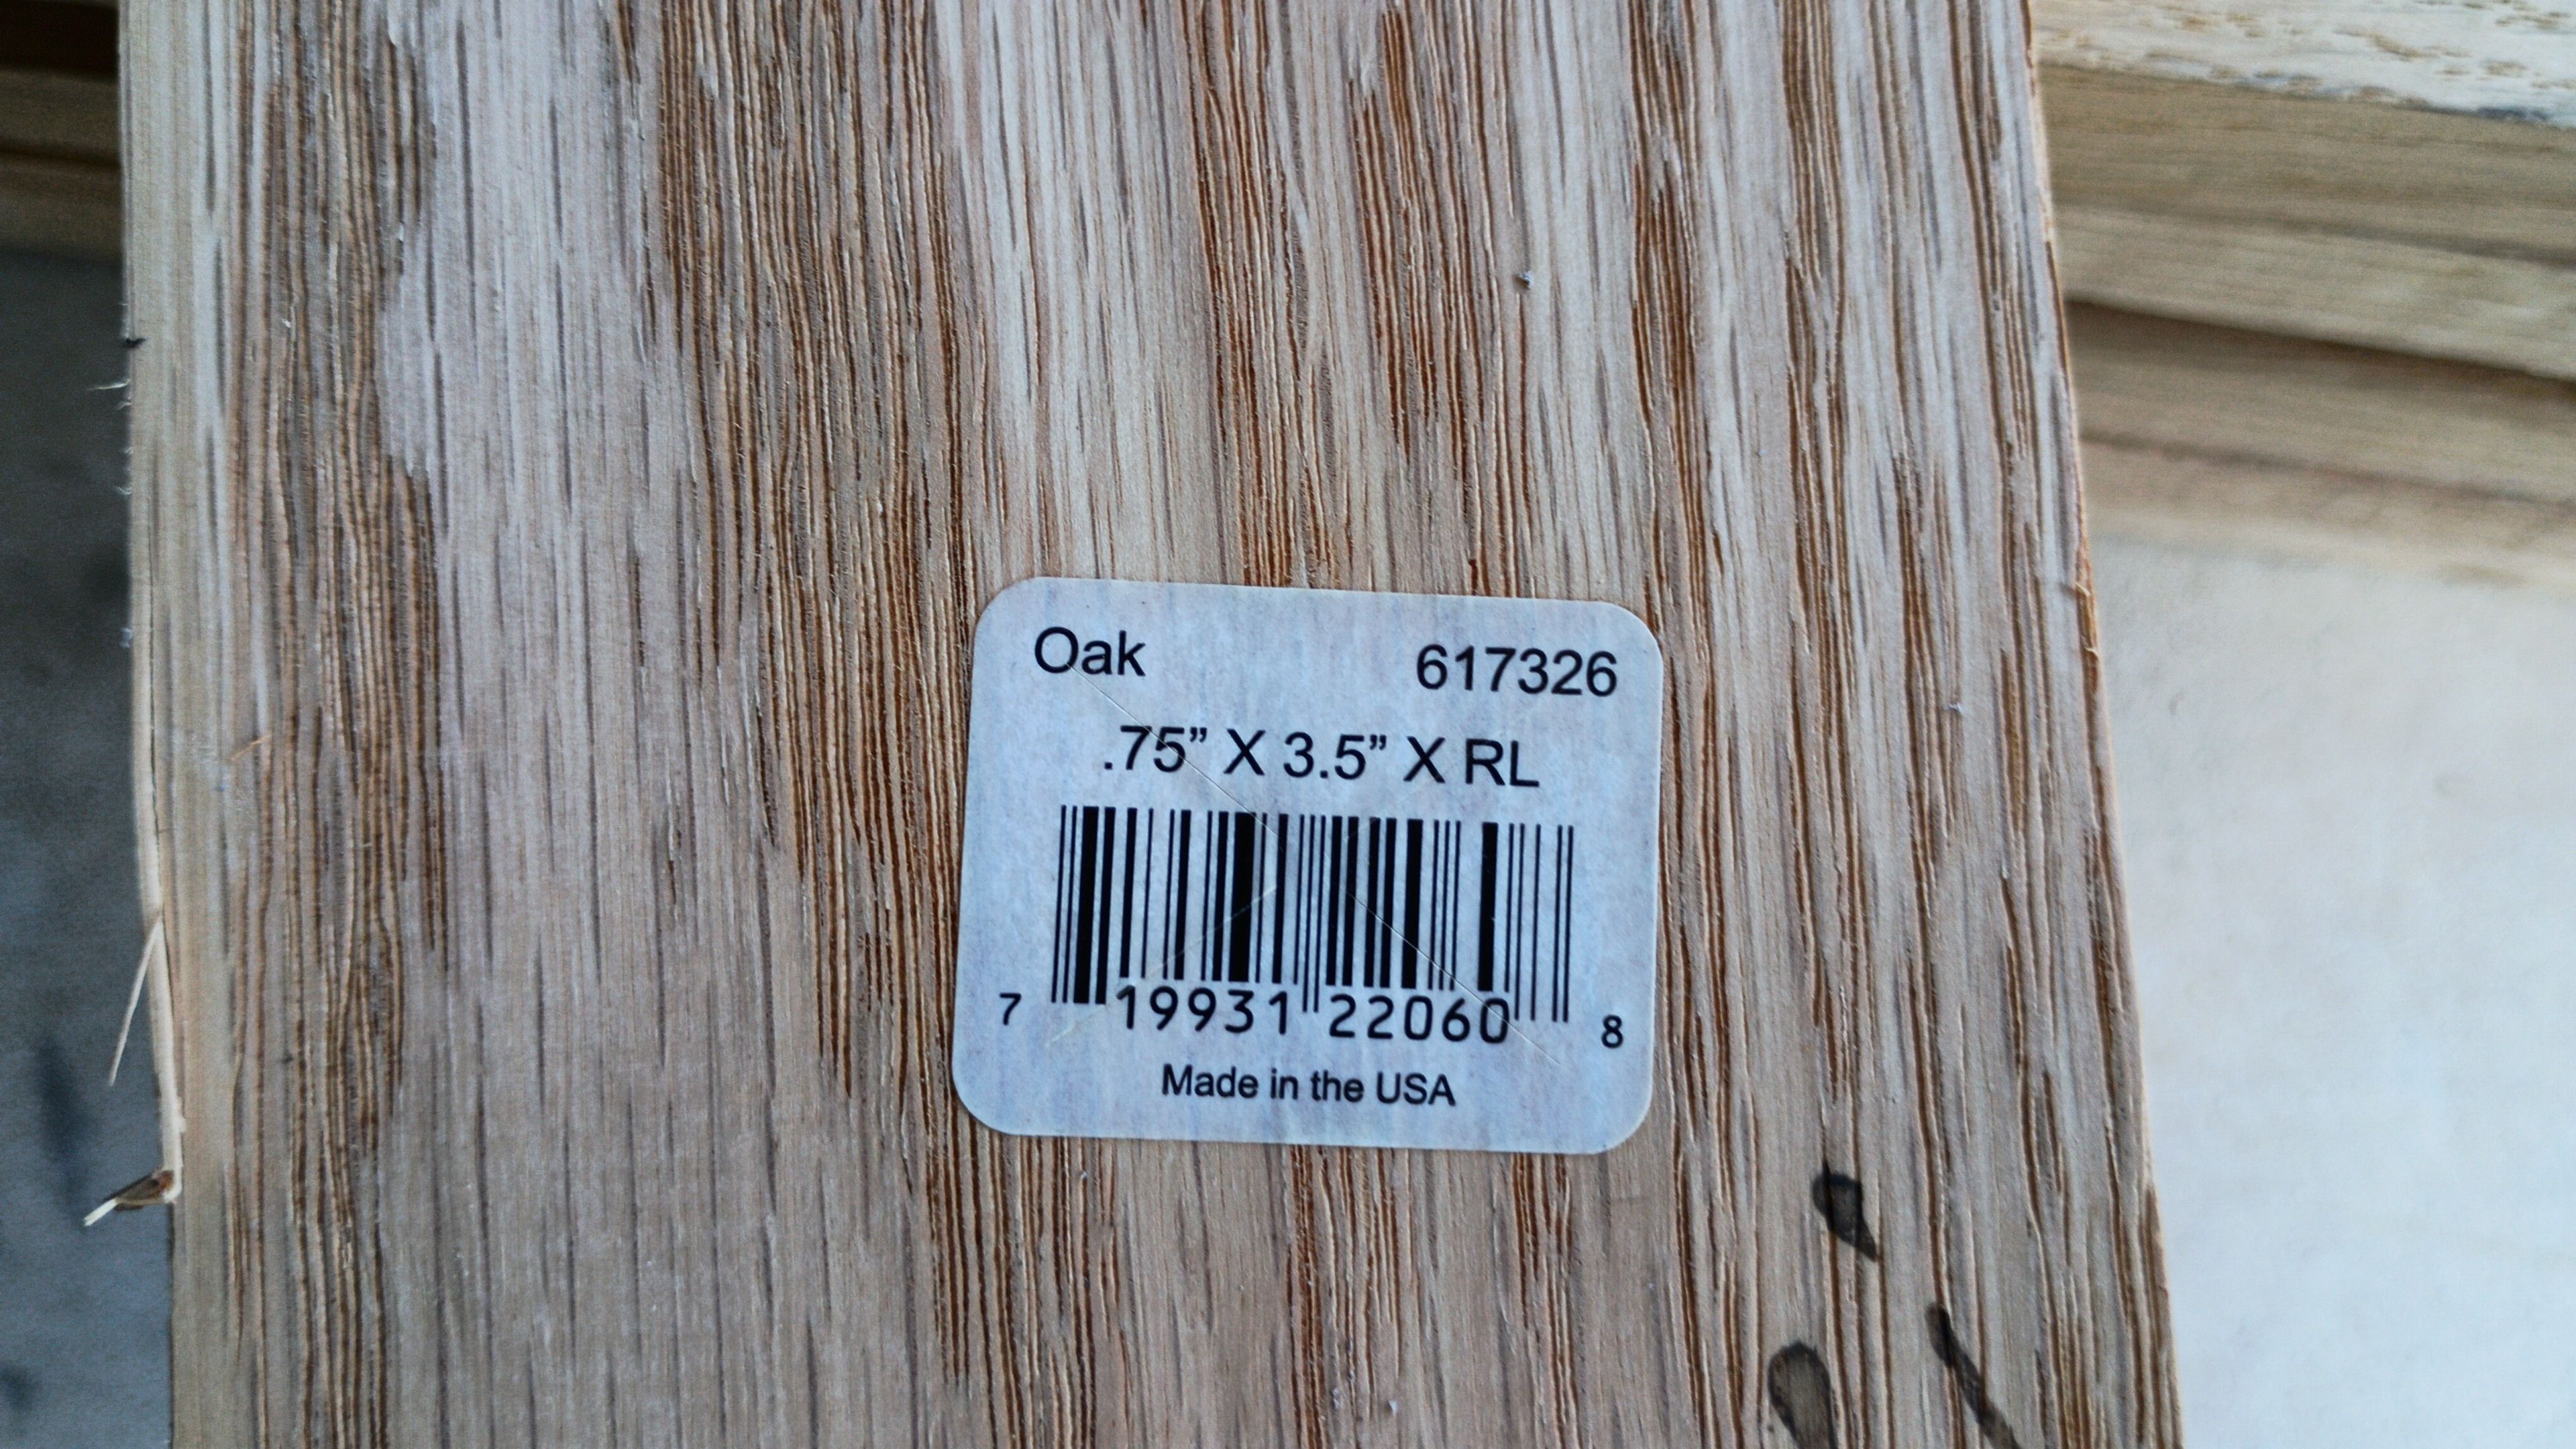 Oak 617326
.75” X 3.5” X RL
7 19931 22060 8
Made in the USA